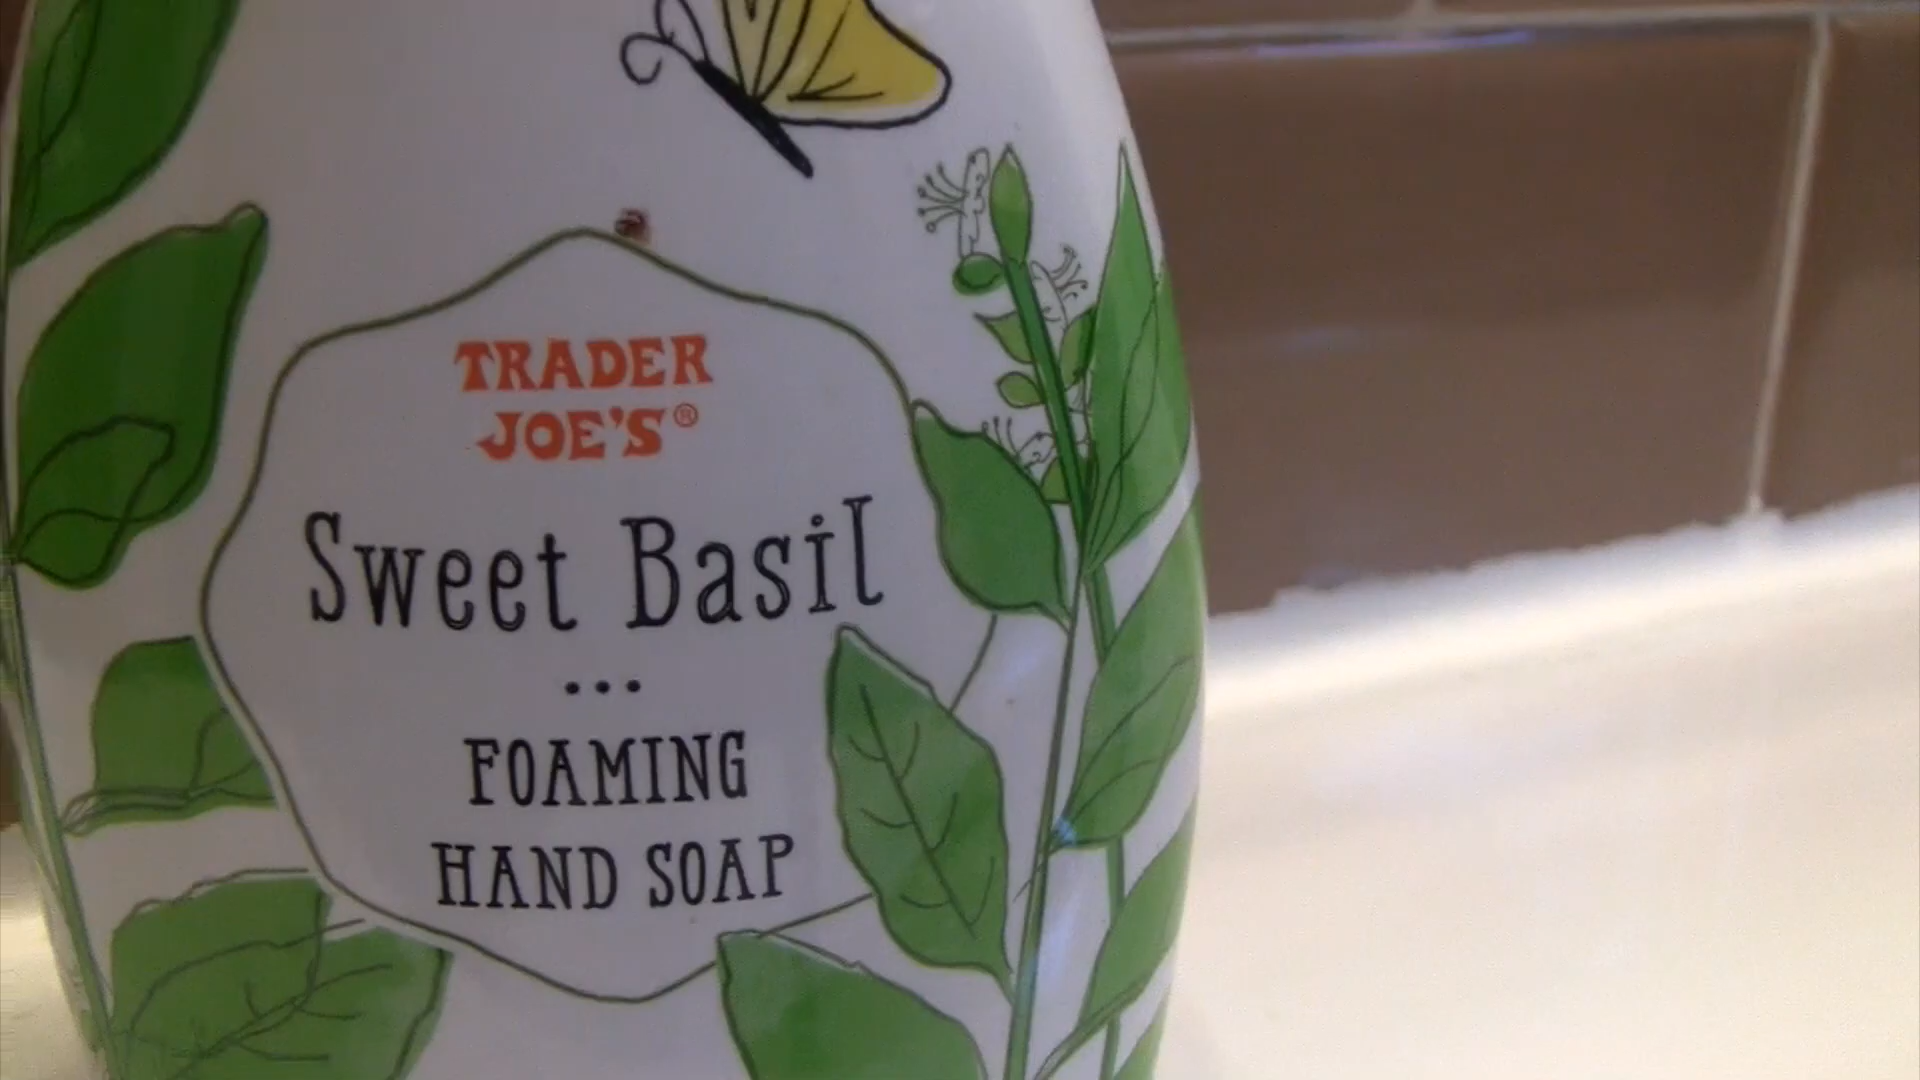 TRADER
JOE'S®
Sweet Basil
...
FOAMING
HAND SOAP